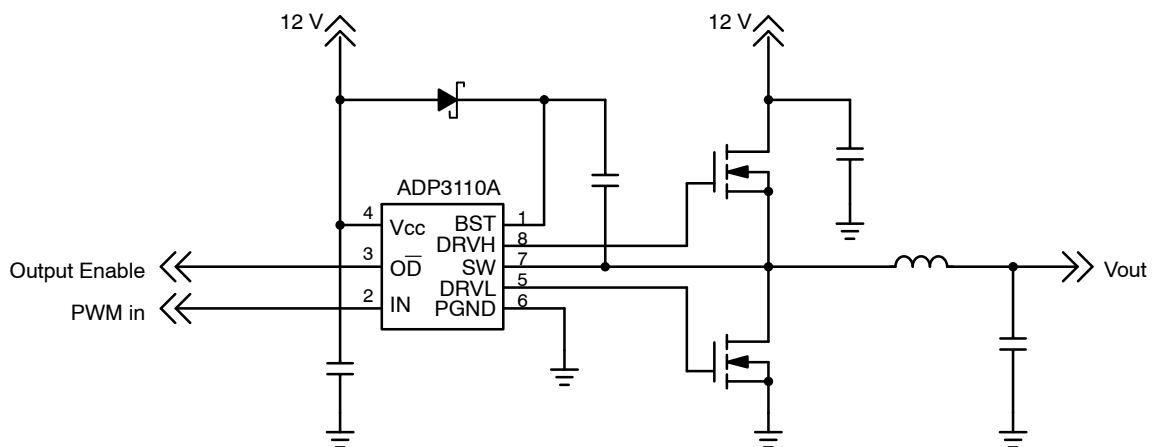 12 V
12 V
ADP3110A
4
Vcc
BST
1
DRVH
8
Output Enable
3
OD̅
SW
7
Vout
DRVL
5
PWM in
2
IN
PGND
6